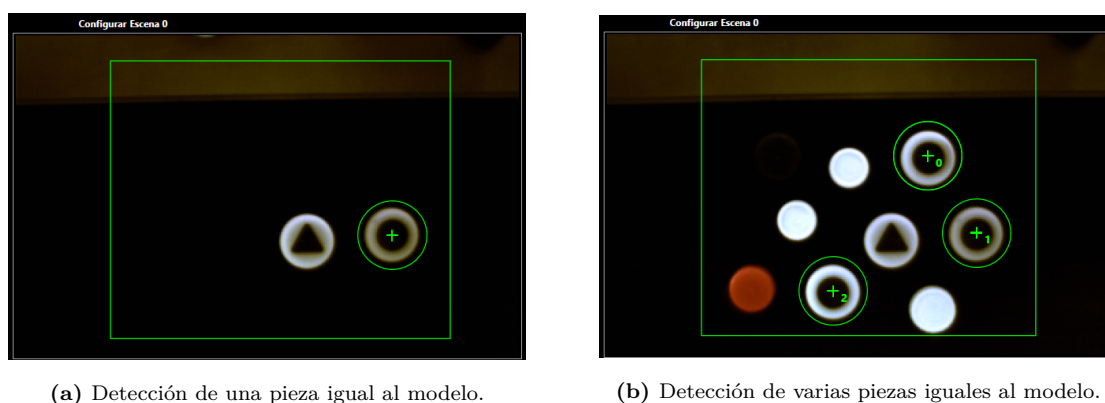 Configurar Escena 0
Configurar Escena 0
0
1
2
(a) Detección de una pieza igual al modelo.
(b) Detección de varias piezas iguales al modelo.